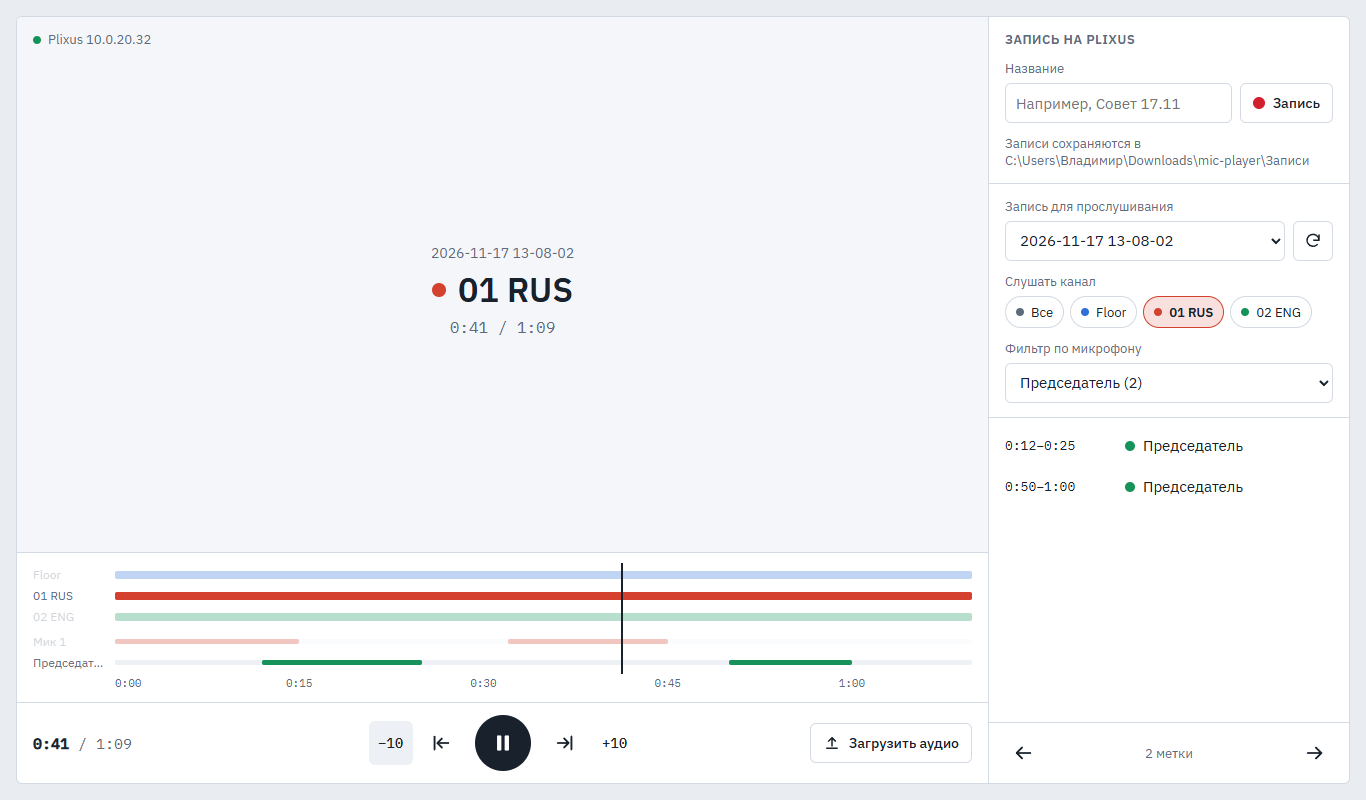 Plixus 10.0.20.32
2026-11-17 13-08-02
01 RUS
0:41 / 1:09
Floor
01 RUS
02 ENG
Мик 1
Председат...
0:00 0:15 0:30 0:45 1:00
0:41 / 1:09
−10
+10
Загрузить аудио
ЗАПИСЬ НА PLIXUS
Название
Например, Совет 17.11
Запись
Записи сохраняются в
C:\Users\Владимир\Downloads\mic-player\Записи
Запись для прослушивания
2026-11-17 13-08-02
Слушать канал
Все Floor 01 RUS 02 ENG
Фильтр по микрофону
Председатель (2)
0:12–0:25 Председатель
0:50–1:00 Председатель
2 метки